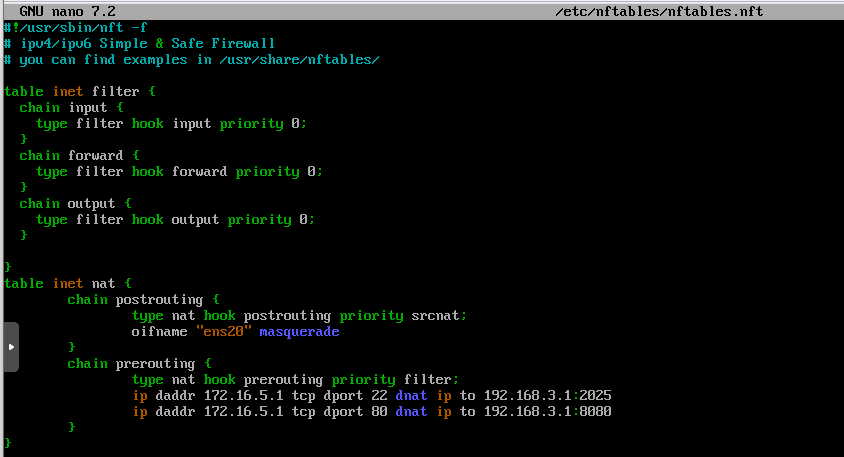 GNU nano 7.2 /etc/nftables/nftables.nft
#!/usr/sbin/nft -f
# ipv4/ipv6 Simple & Safe Firewall
# you can find examples in /usr/share/nftables/
table inet filter {
chain input {
type filter hook input priority 0;
}
chain forward {
type filter hook forward priority 0;
}
chain output {
type filter hook output priority 0;
}
}
table inet nat {
chain postrouting {
type nat hook postrouting priority srcnat;
oifname "ens20" masquerade
}
chain prerouting {
type nat hook prerouting priority filter;
ip daddr 172.16.5.1 tcp dport 22 dnat ip to 192.168.3.1:2025
ip daddr 172.16.5.1 tcp dport 80 dnat ip to 192.168.3.1:8080
}
}